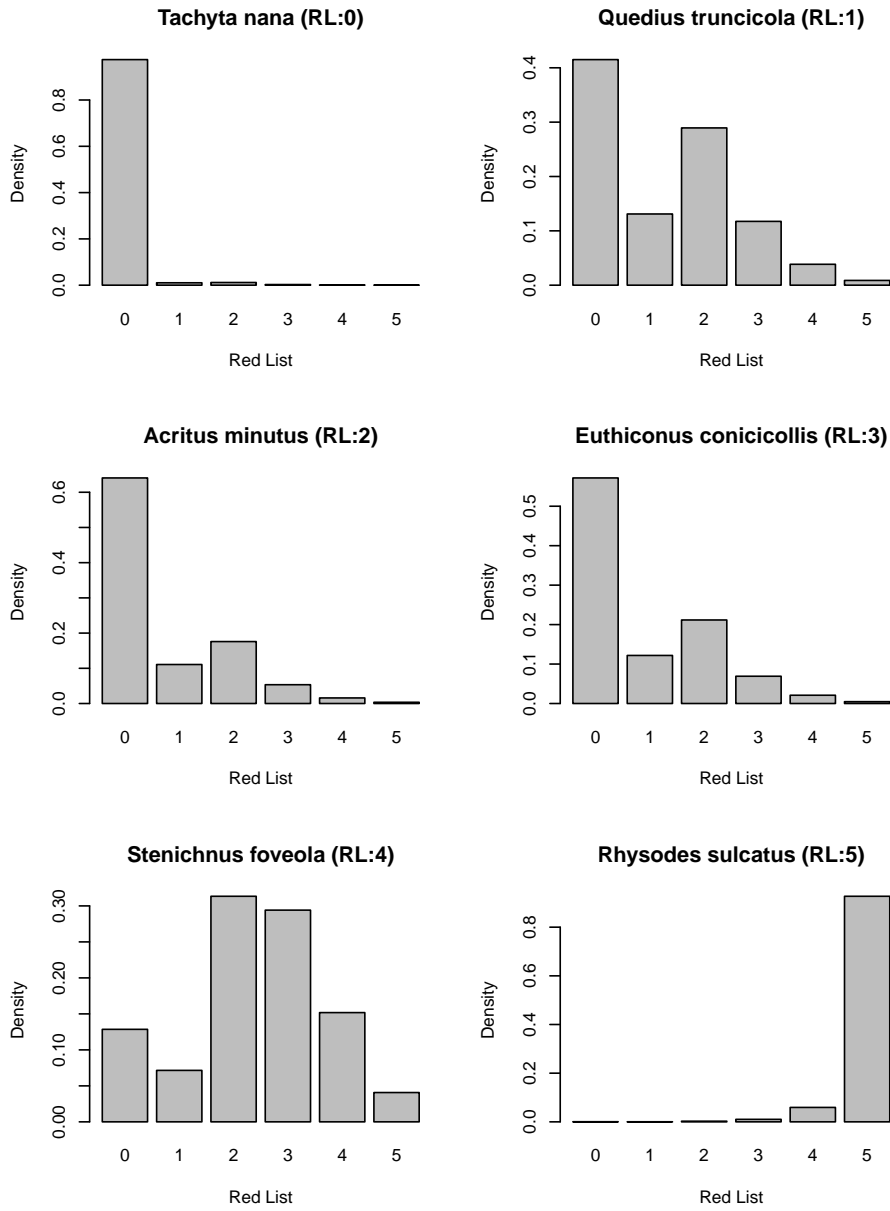 Tachyta nana (RL:0)
Density
0.0 0.2 0.4 0.6 0.8
0 1 2 3 4 5
Red List
Quedius truncicola (RL:1)
Density
0.0 0.1 0.2 0.3 0.4
0 1 2 3 4 5
Red List
Acritus minutus (RL:2)
Density
0.0 0.2 0.4 0.6
0 1 2 3 4 5
Red List
Euthiconus conicicollis (RL:3)
Density
0.0 0.1 0.2 0.3 0.4 0.5
0 1 2 3 4 5
Red List
Stenichnus foveola (RL:4)
Density
0.00 0.10 0.20 0.30
0 1 2 3 4 5
Red List
Rhysodes sulcatus (RL:5)
Density
0.0 0.2 0.4 0.6 0.8
0 1 2 3 4 5
Red List